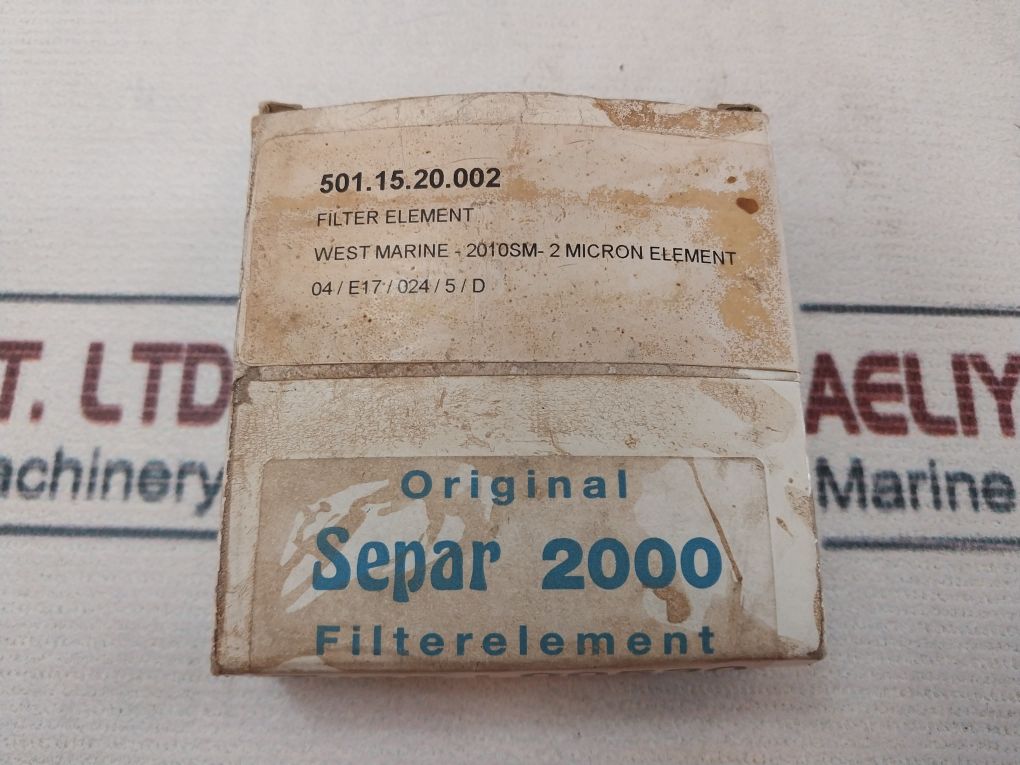 501.15.20.002
FILTER ELEMENT
WEST MARINE - 2010SM- 2 MICRON ELEMENT
04 / E17 / 024 / 5 / D
Original
Separ 2000
Filterelement
T. LTD
achinery
AELIY
Marine